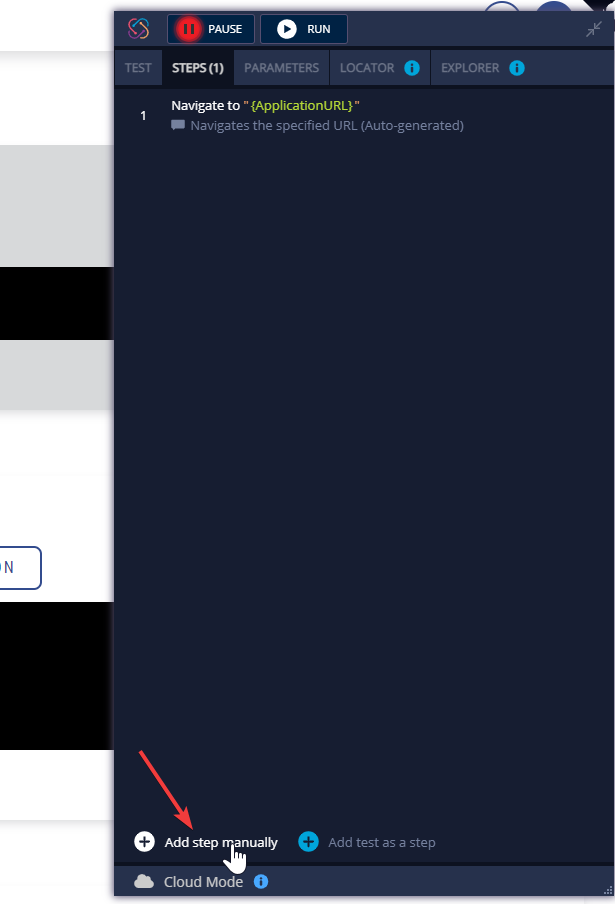 PAUSE RUN
TEST STEPS (1) PARAMETERS LOCATOR i EXPLORER i
1 Navigate to "{ApplicationURL}"
Navigates the specified URL (Auto-generated)
ON
Add step manually Add test as a step
Cloud Mode i